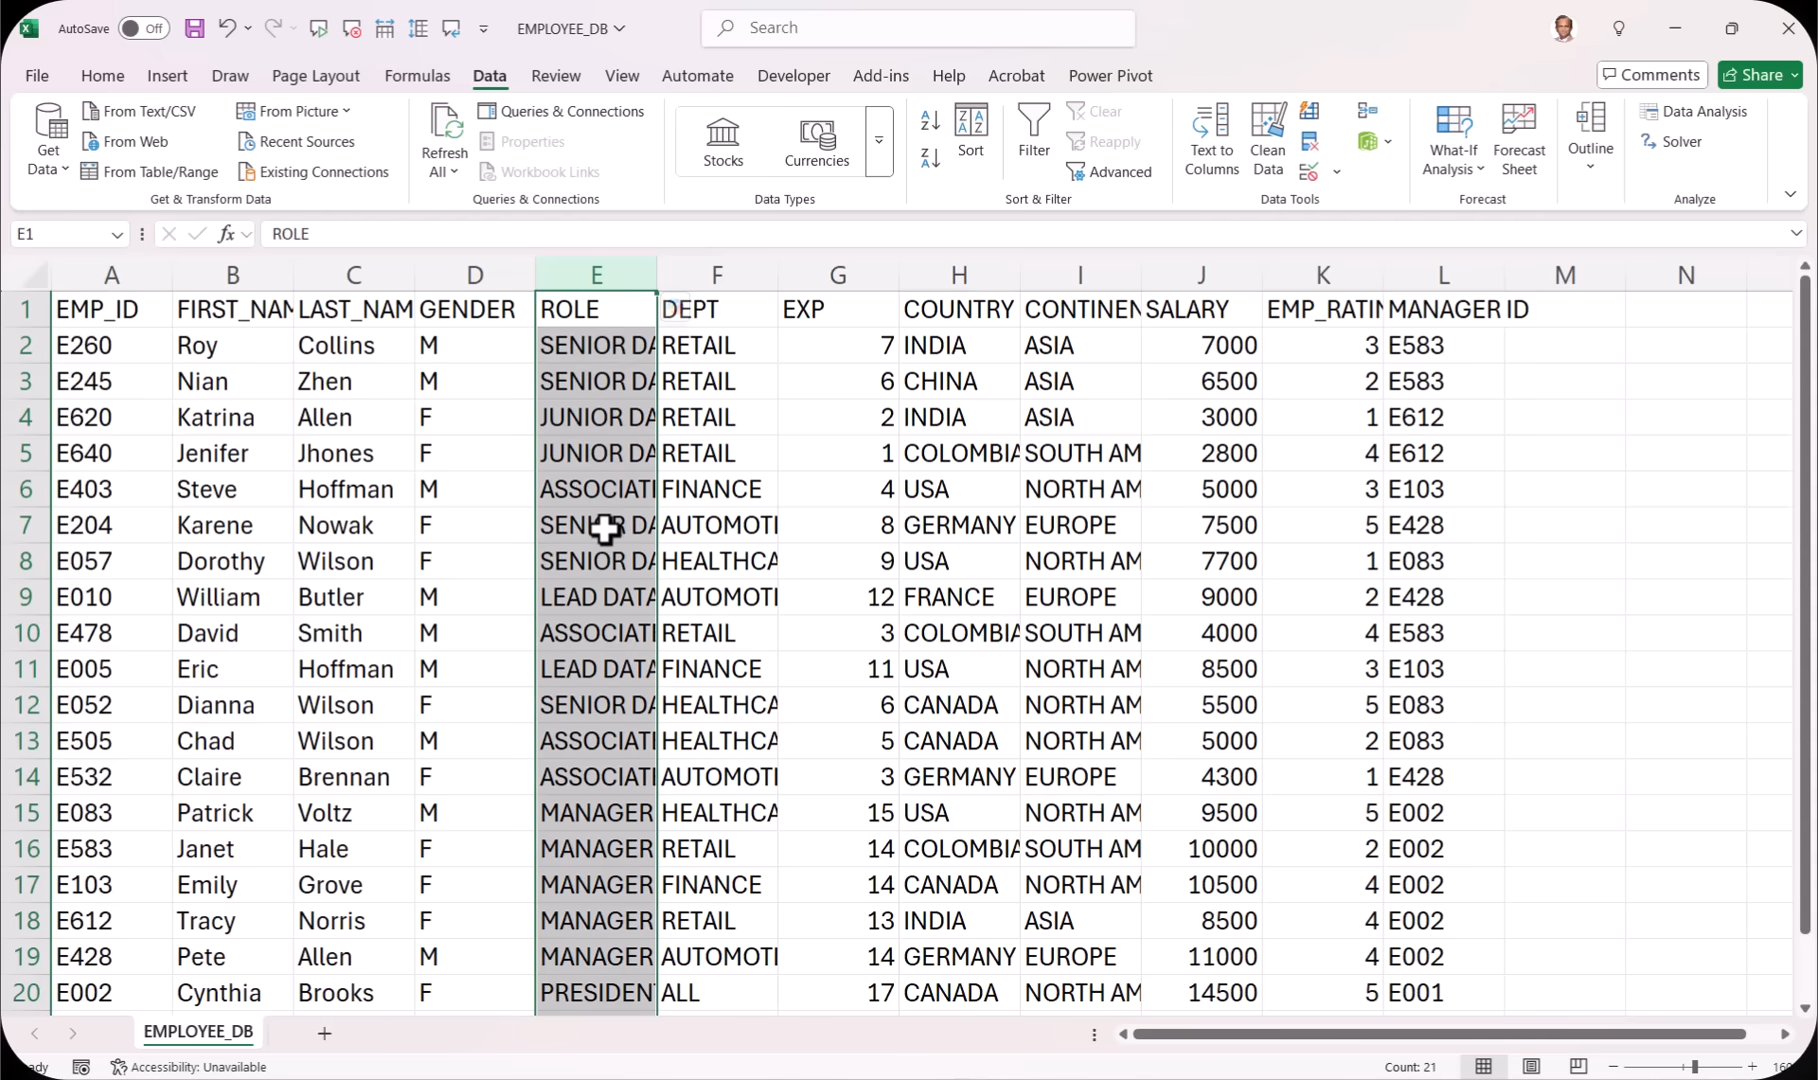 AutoSave Off EMPLOYEE_DB Search
File Home Insert Draw Page Layout Formulas Data Review View Automate Developer Add-ins Help Acrobat Power Pivot Comments Share
From Text/CSV From Picture Queries & Connections Clear Data Analysis
Get Data From Web Recent Sources Refresh All Properties Stocks Currencies Sort Filter Reapply Text to Columns Clean Data What-If Analysis Forecast Sheet Outline Solver
From Table/Range Existing Connections Workbook Links Advanced
Get & Transform Data Queries & Connections Data Types Sort & Filter Data Tools Forecast Analyze
E1 fx ROLE
A B C D E F G H I J K L M N
1 EMP_ID FIRST_NAM LAST_NAM GENDER ROLE DEPT EXP COUNTRY CONTINEN SALARY EMP_RATIN MANAGER ID
2 E260 Roy Collins M SENIOR DA RETAIL 7 INDIA ASIA 7000 3 E583
3 E245 Nian Zhen M SENIOR DA RETAIL 6 CHINA ASIA 6500 2 E583
4 E620 Katrina Allen F JUNIOR DA RETAIL 2 INDIA ASIA 3000 1 E612
5 E640 Jenifer Jhones F JUNIOR DA RETAIL 1 COLOMBIA SOUTH AM 2800 4 E612
6 E403 Steve Hoffman M ASSOCIATI FINANCE 4 USA NORTH AM 5000 3 E103
7 E204 Karene Nowak F SENIOR DA AUTOMOTI 8 GERMANY EUROPE 7500 5 E428
8 E057 Dorothy Wilson F SENIOR DA HEALTHCA 9 USA NORTH AM 7700 1 E083
9 E010 William Butler M LEAD DATA AUTOMOTI 12 FRANCE EUROPE 9000 2 E428
10 E478 David Smith M ASSOCIATI RETAIL 3 COLOMBIA SOUTH AM 4000 4 E583
11 E005 Eric Hoffman M LEAD DATA FINANCE 11 USA NORTH AM 8500 3 E103
12 E052 Dianna Wilson F SENIOR DA HEALTHCA 6 CANADA NORTH AM 5500 5 E083
13 E505 Chad Wilson M ASSOCIATI HEALTHCA 5 CANADA NORTH AM 5000 2 E083
14 E532 Claire Brennan F ASSOCIATI AUTOMOTI 3 GERMANY EUROPE 4300 1 E428
15 E083 Patrick Voltz M MANAGER HEALTHCA 15 USA NORTH AM 9500 5 E002
16 E583 Janet Hale F MANAGER RETAIL 14 COLOMBIA SOUTH AM 10000 2 E002
17 E103 Emily Grove F MANAGER FINANCE 14 CANADA NORTH AM 10500 4 E002
18 E612 Tracy Norris F MANAGER RETAIL 13 INDIA ASIA 8500 4 E002
19 E428 Pete Allen M MANAGER AUTOMOTI 14 GERMANY EUROPE 11000 4 E002
20 E002 Cynthia Brooks F PRESIDENT ALL 17 CANADA NORTH AM 14500 5 E001
EMPLOYEE_DB
ady Accessibility: Unavailable Count: 21